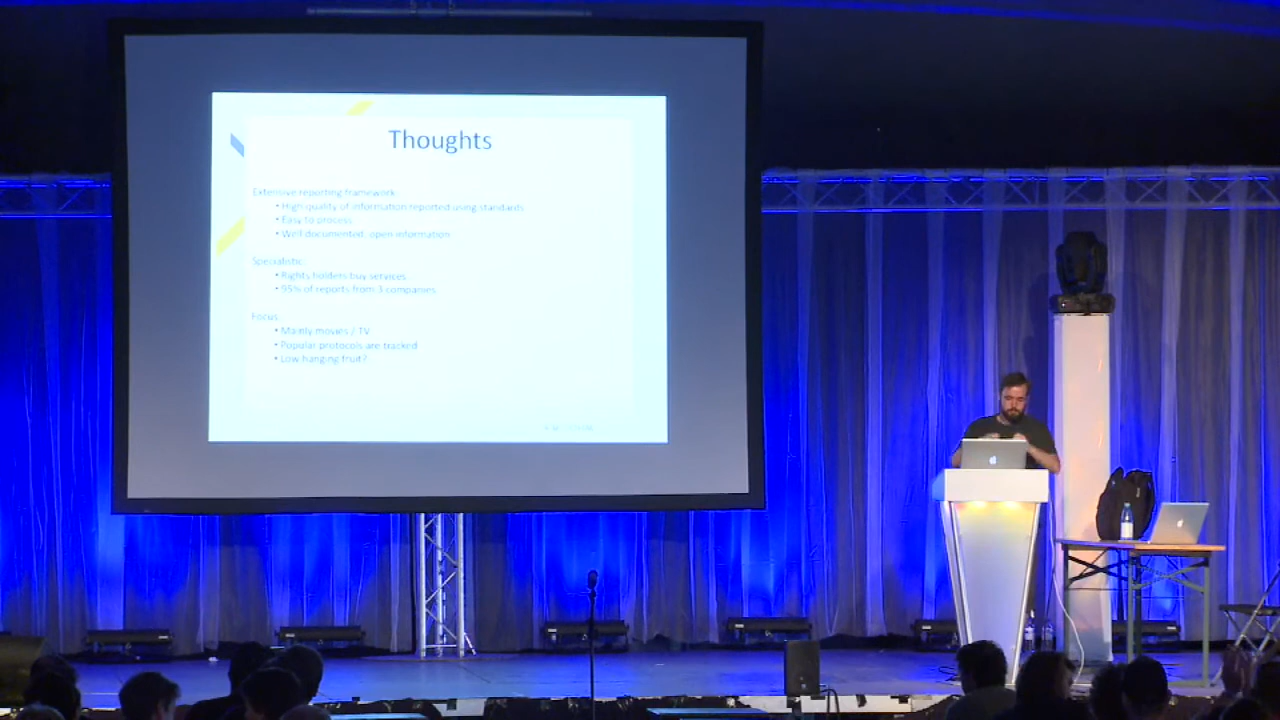 Thoughts
Extensive reporting framework:
• High quality of information reported using standards
• Easy to process
• Well documented, open information
Specialistic:
• Rights holders buy services
• 95% of reports from 3 companies
Focus:
• Mainly movies / TV
• Popular protocols are tracked
• Low hanging fruit?